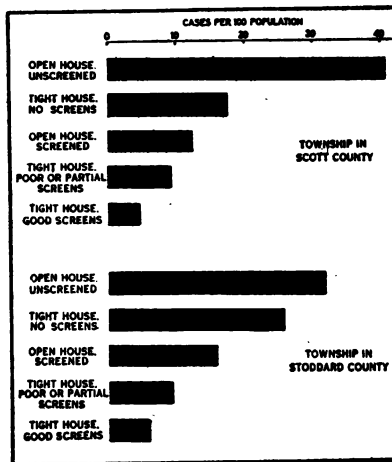 CASES PER 100 POPULATION
0 10 20 30 40
OPEN HOUSE.
UNSCREENED
TIGHT HOUSE.
NO SCREENS
OPEN HOUSE.
SCREENED
TIGHT HOUSE.
POOR OR PARTIAL
SCREENS
TIGHT HOUSE.
GOOD SCREENS
TOWNSHIP IN
SCOTT COUNTY
OPEN HOUSE.
UNSCREENED
TIGHT HOUSE.
NO SCREENS.
OPEN HOUSE.
SCREENED
TIGHT HOUSE.
POOR OR PARTIAL
SCREENS
TIGHT HOUSE.
GOOD SCREENS
TOWNSHIP IN
STODDARD COUNTY